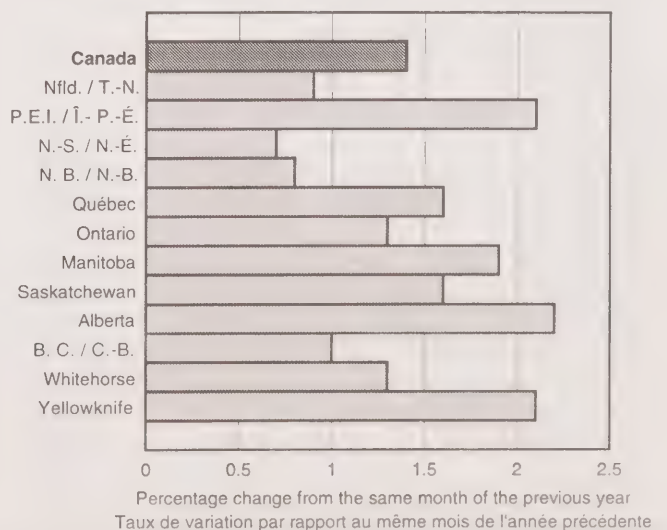 Canada
Nfld. / T.-N.
P.E.I. / Î.- P.-É.
N.-S. / N.-É.
N. B. / N.-B.
Québec
Ontario
Manitoba
Saskatchewan
Alberta
B. C. / C.-B.
Whitehorse
Yellowknife
0 0.5 1 1.5 2 2.5
Percentage change from the same month of the previous year
Taux de variation par rapport au même mois de l'année précédente